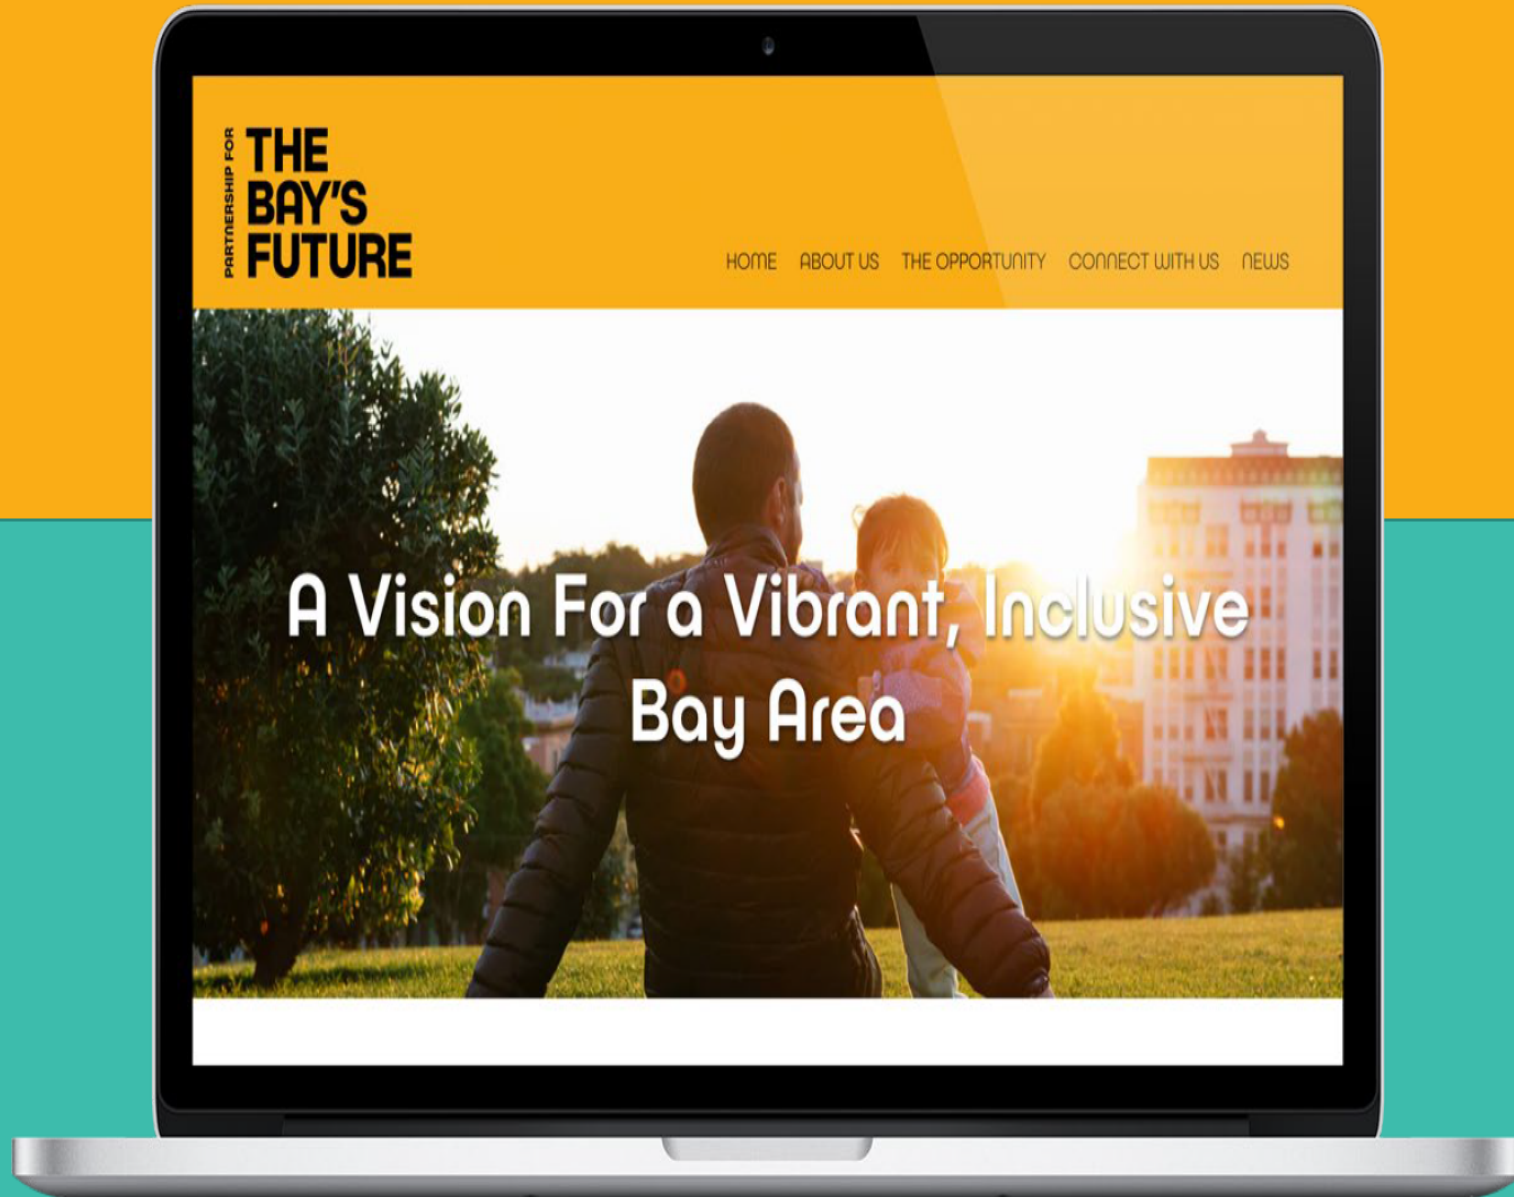 PARTNERSHIP FOR
THE
BAY'S
FUTURE
HOME ABOUT US THE OPPORTUNITY CONNECT WITH US NEWS
A Vision For a Vibrant, Inclusive
Bay Area